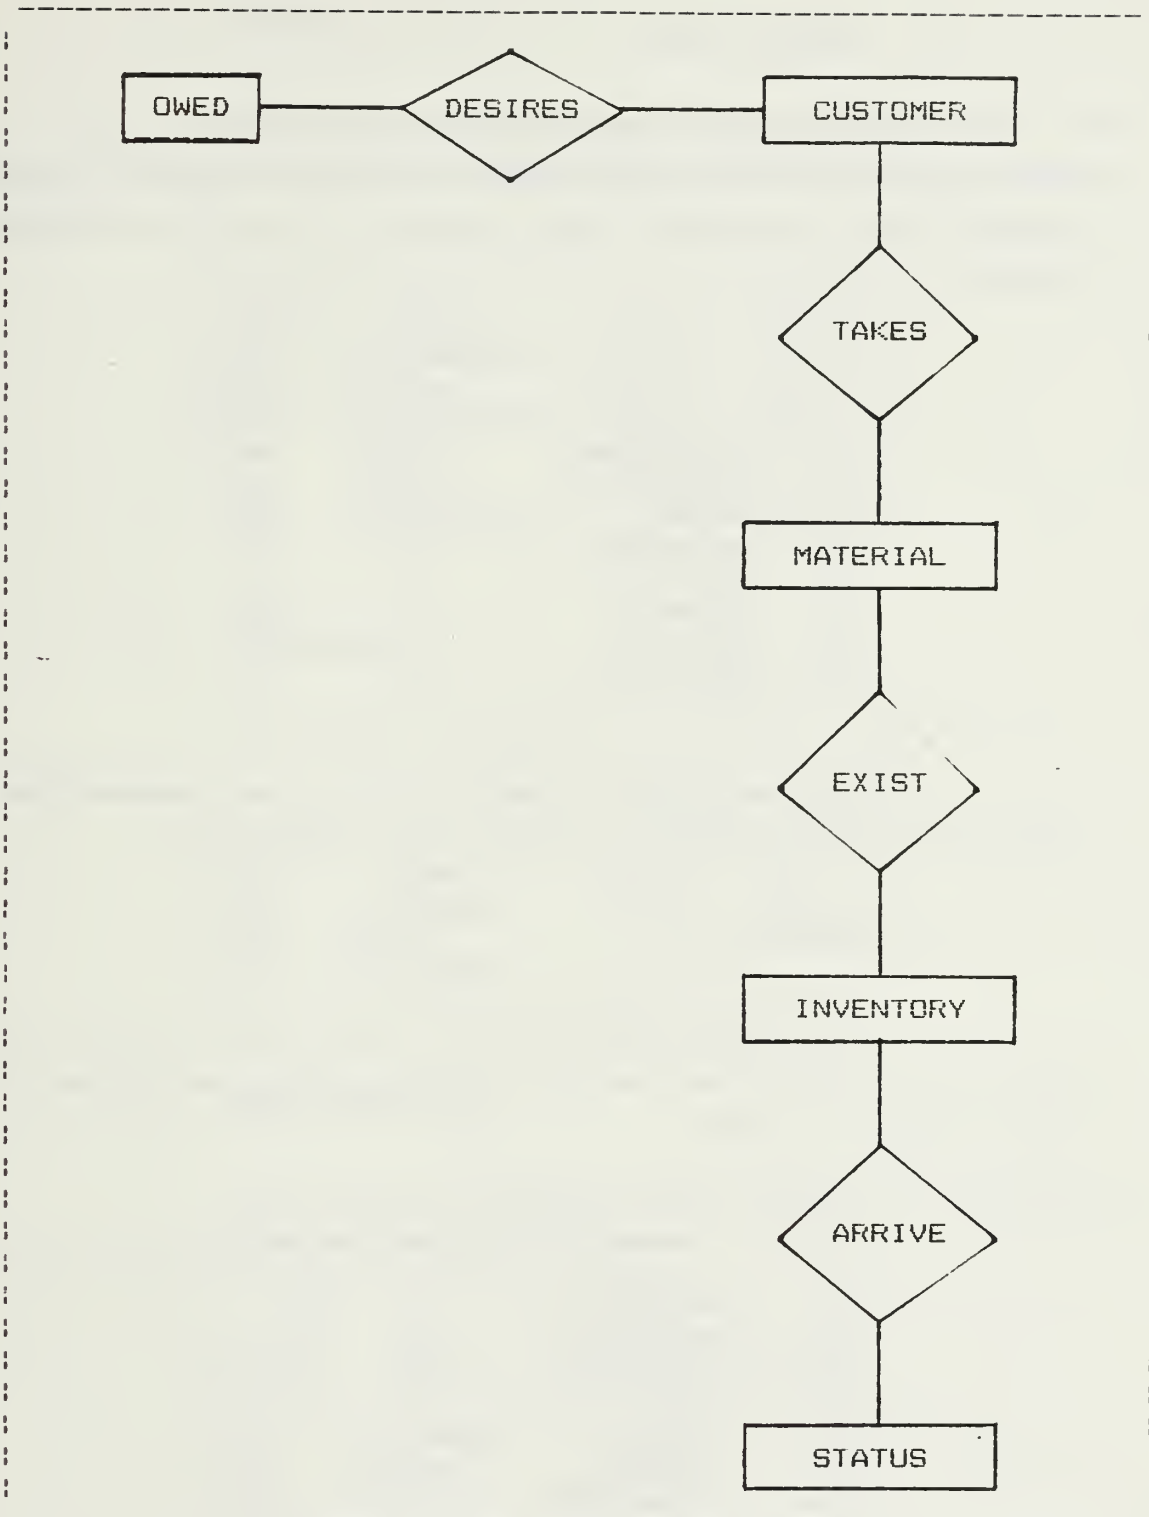 OWED DESIRES CUSTOMER
TAKES
MATERIAL
EXIST
INVENTORY
ARRIVE
STATUS